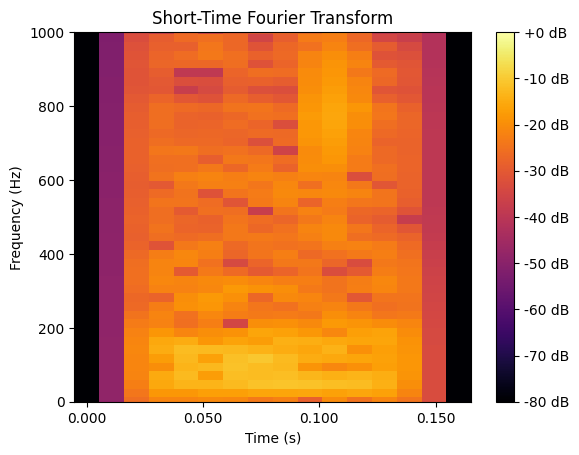 Short-Time Fourier Transform
1000
800
600
400
200
0
Frequency (Hz)
0.000
0.050
0.100
0.150
Time (s)
+0 dB
-10 dB
-20 dB
-30 dB
-40 dB
-50 dB
-60 dB
-70 dB
-80 dB